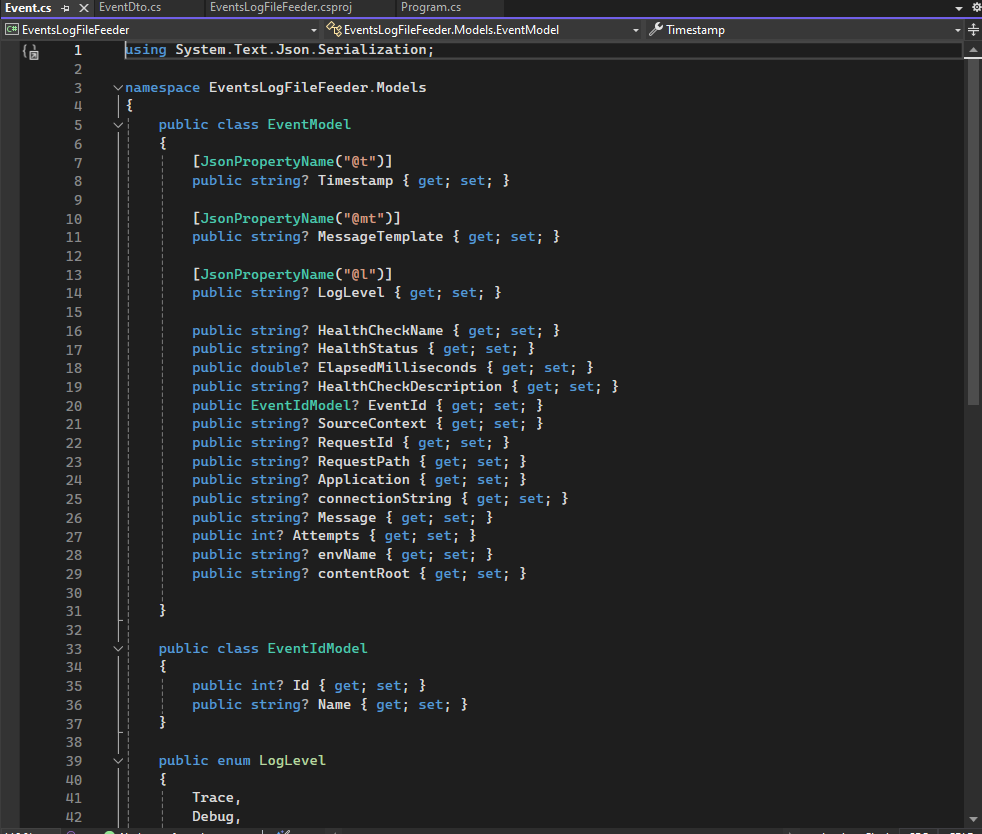 Event.cs EventDto.cs EventsLogFileFeeder.csproj Program.cs
EventsLogFileFeeder EventsLogFileFeeder.Models.EventModel Timestamp
1 using System.Text.Json.Serialization;
2
3 namespace EventsLogFileFeeder.Models
4 {
5 public class EventModel
6 {
7 [JsonPropertyName("@t")]
8 public string? Timestamp { get; set; }
9
10 [JsonPropertyName("@mt")]
11 public string? MessageTemplate { get; set; }
12
13 [JsonPropertyName("@l")]
14 public string? LogLevel { get; set; }
15
16 public string? HealthCheckName { get; set; }
17 public string? HealthStatus { get; set; }
18 public double? ElapsedMilliseconds { get; set; }
19 public string? HealthCheckDescription { get; set; }
20 public EventIdModel? EventId { get; set; }
21 public string? SourceContext { get; set; }
22 public string? RequestId { get; set; }
23 public string? RequestPath { get; set; }
24 public string? Application { get; set; }
25 public string? connectionString { get; set; }
26 public string? Message { get; set; }
27 public int? Attempts { get; set; }
28 public string? envName { get; set; }
29 public string? contentRoot { get; set; }
30
31 }
32
33 public class EventIdModel
34 {
35 public int? Id { get; set; }
36 public string? Name { get; set; }
37 }
38
39 public enum LogLevel
40 {
41 Trace,
42 Debug,